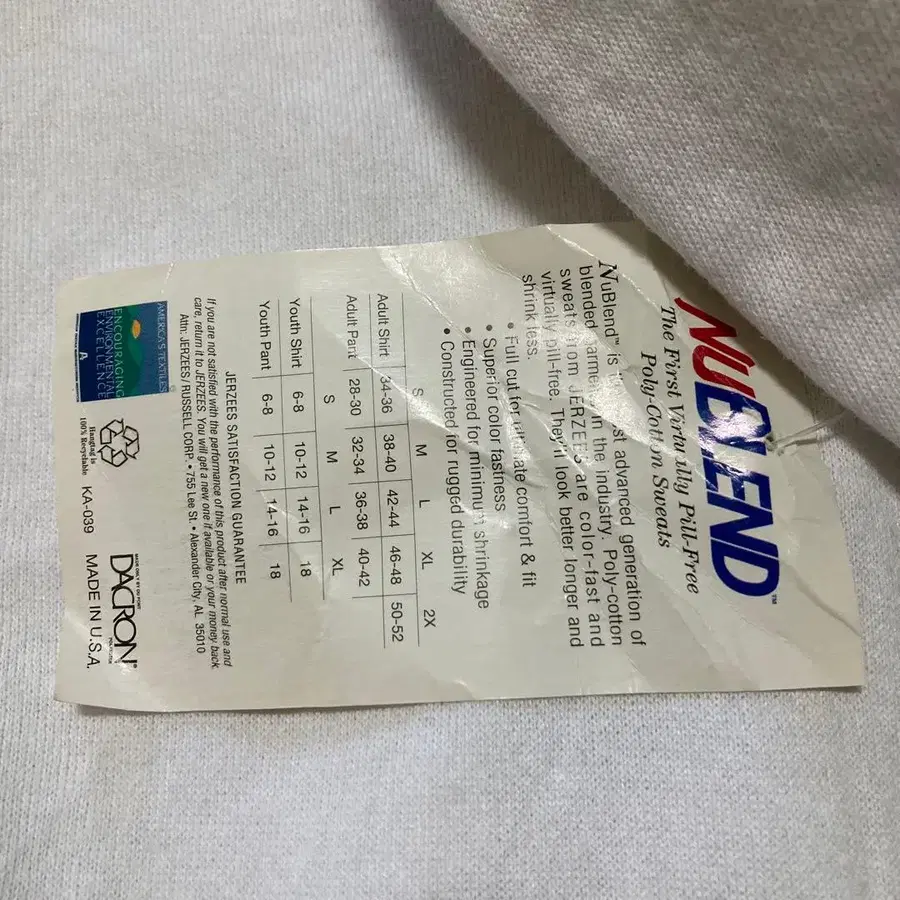 NUBLEND™
The First Virtually Pill-Free
Poly-Cotton Sweats
NuBlend™ is the most advanced generation of
blended garments in the industry. Poly-cotton
sweats from JERZEES are color-fast and
virtually pill-free. They'll look better longer and
shrink less.
• Full cut for ultimate comfort & fit
• Superior color fastness
• Engineered for minimum shrinkage
• Constructed for rugged durability
S M L XL 2X
Adult Shirt 34-36 38-40 42-44 46-48 50-52
Adult Pant 28-30 32-34 36-38 40-42
S M L XL
Youth Shirt 6-8 10-12 14-16 18
Youth Pant 6-8 10-12 14-16 18
JERZEES SATISFACTION GUARANTEE
If you are not satisfied with the performance of this product after normal use and
care, return it to JERZEES. You will get a new one if available or your money back.
Attn: JERZEES/RUSSELL CORP. • 755 Lee St. • Alexander City, AL 35010
AMERICA'S TEXTILES
ENCOURAGING
ENVIRONMENTAL
EXCELLENCE
Hangtag is
100% Recyclable
KA-039
DACRON®
MADE IN U.S.A.